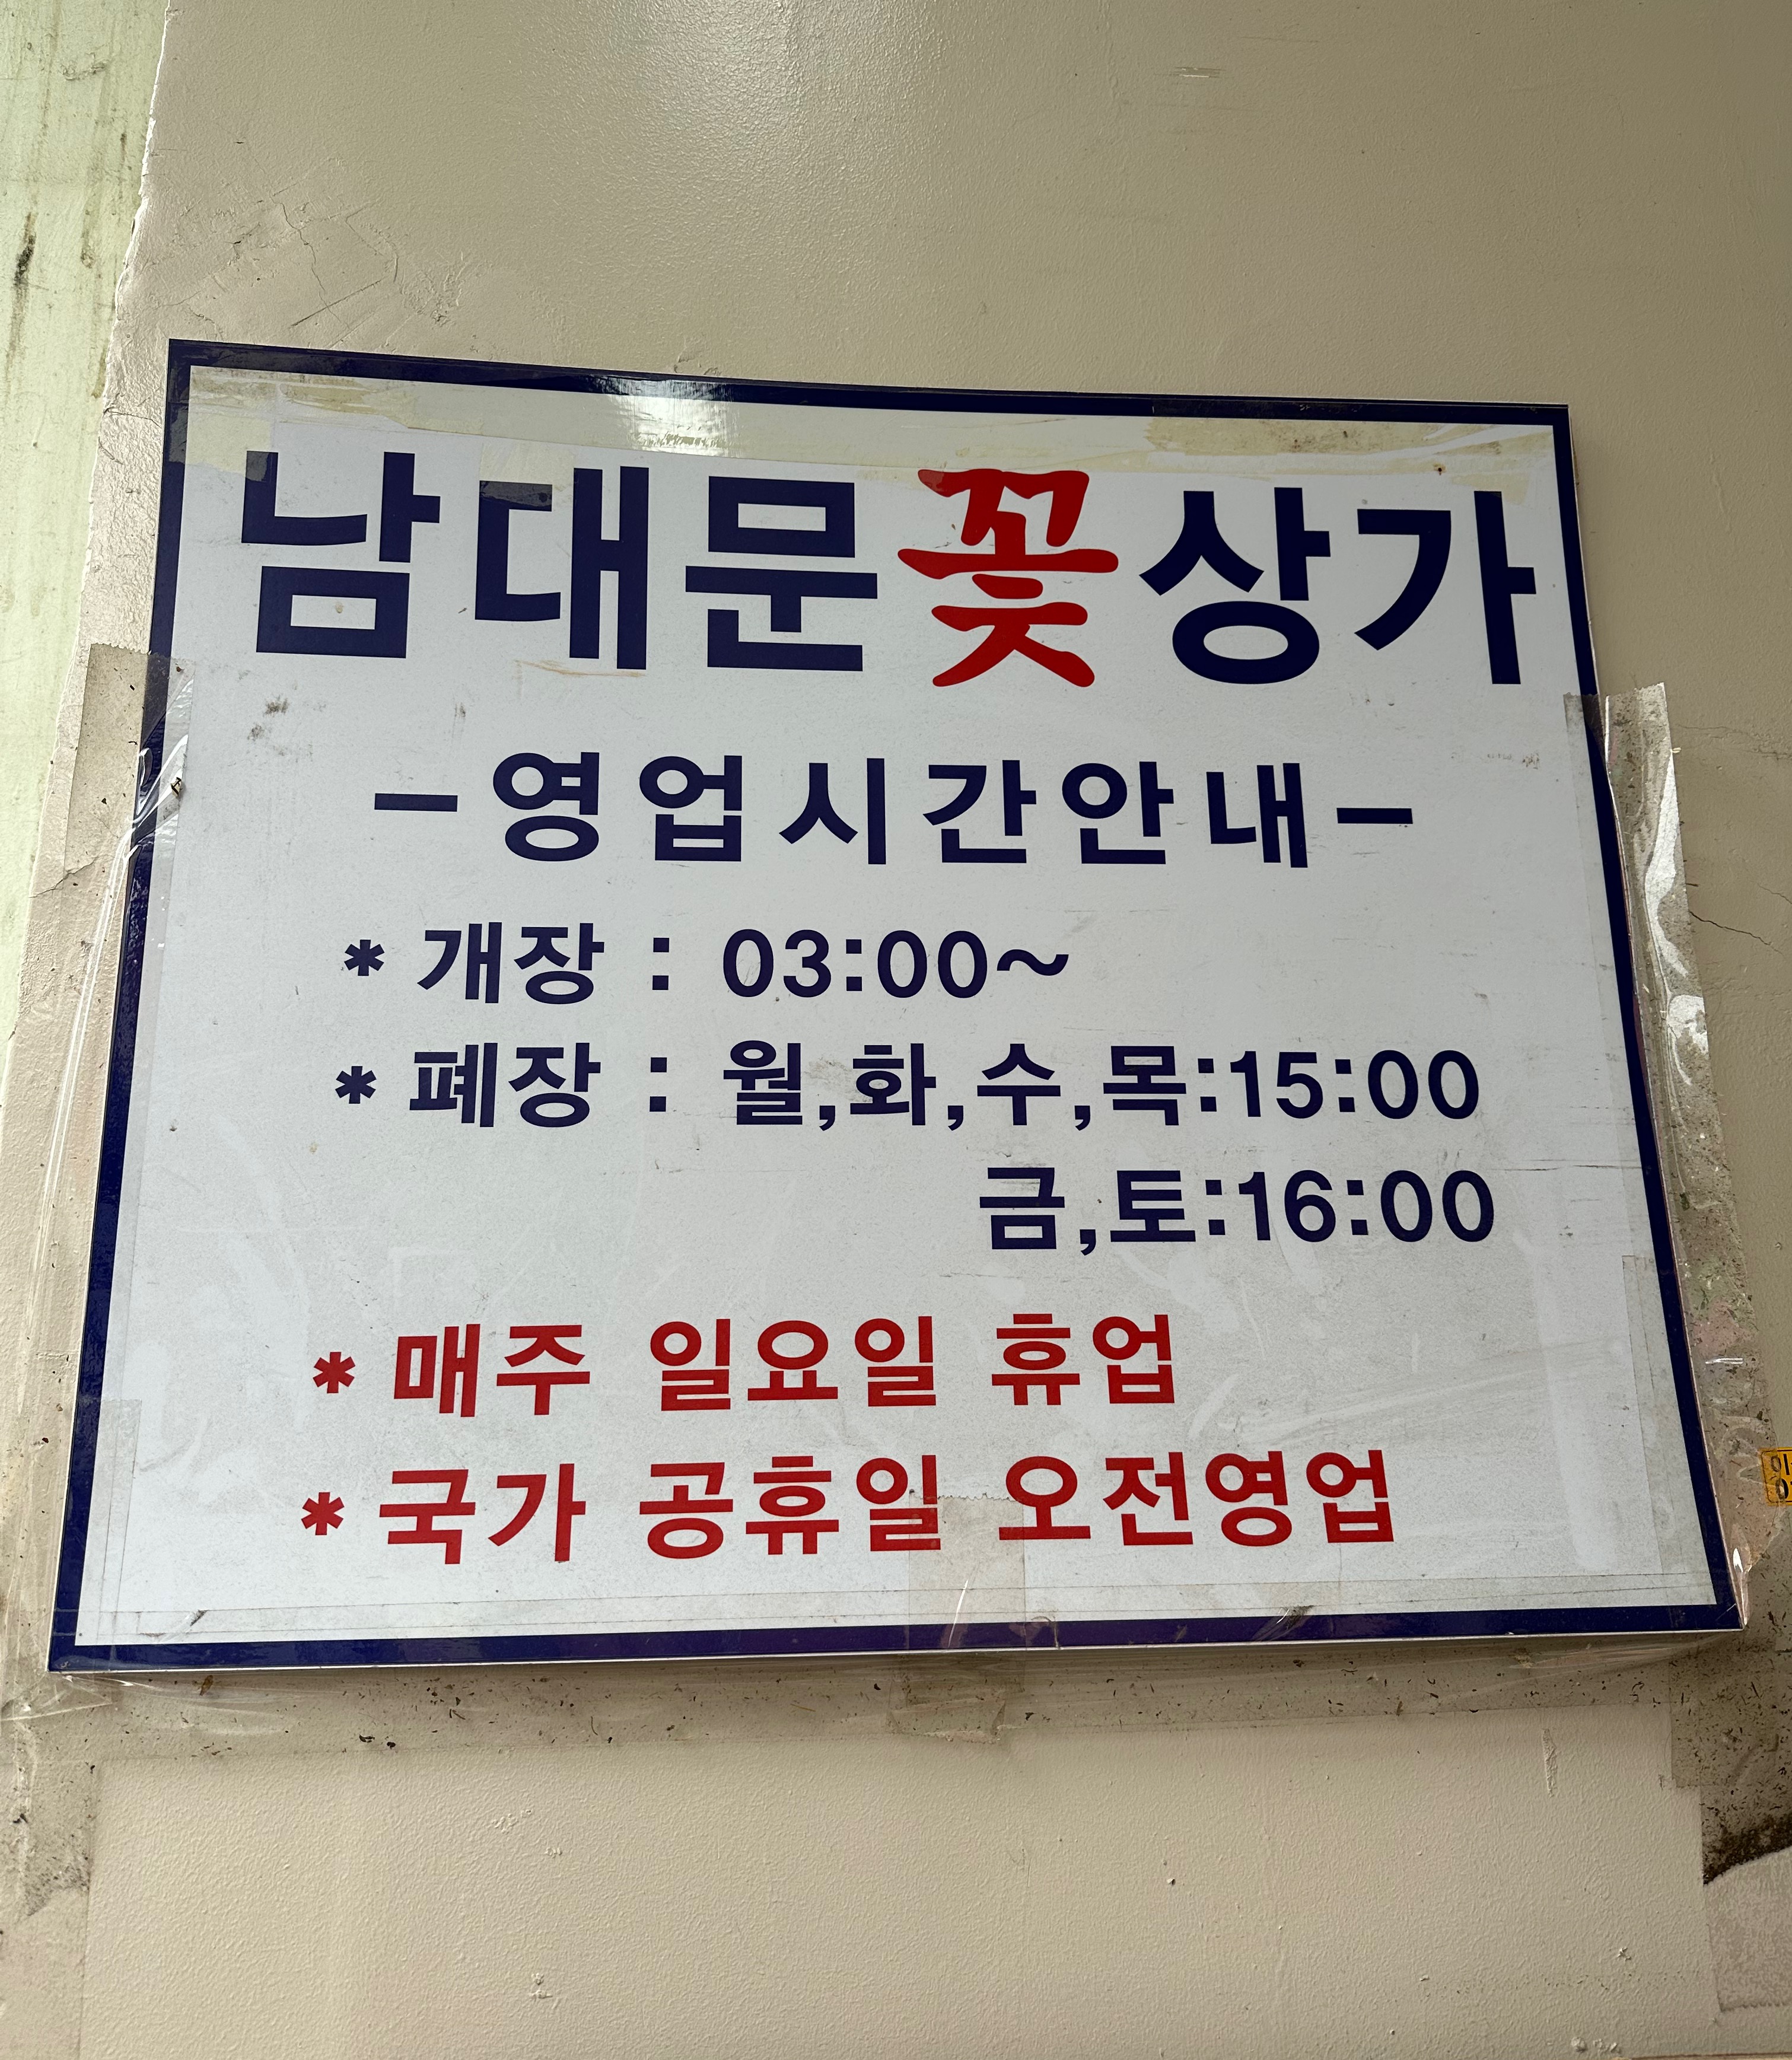 남대문꽃상가
-영업시간안내-
* 개장 : 03:00~
* 폐장 : 월,화,수,목:15:00
금,토:16:00
* 매주 일요일 휴업
* 국가 공휴일 오전영업